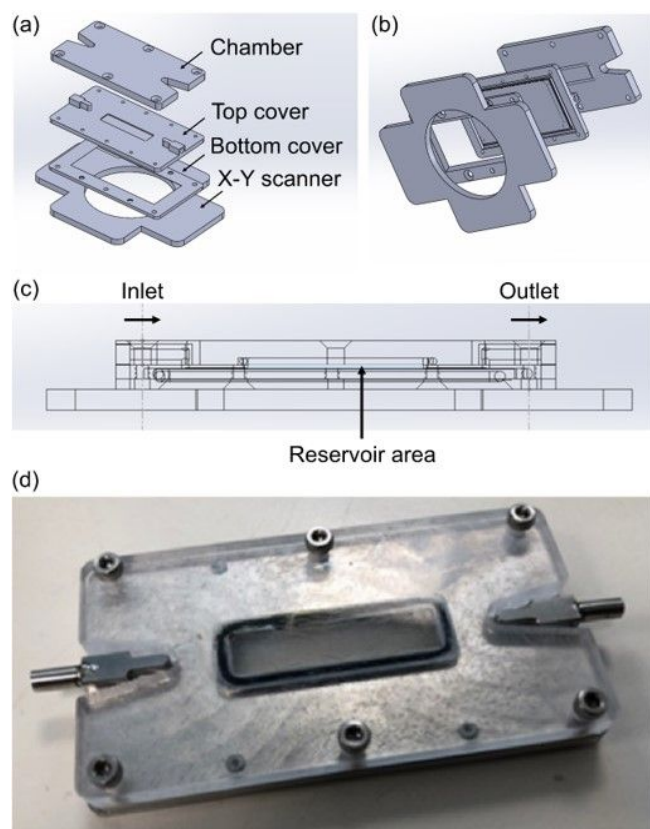 (a)
Chamber
Top cover
Bottom cover
X-Y scanner
(b)
(c)
Inlet
Outlet
Reservoir area
(d)